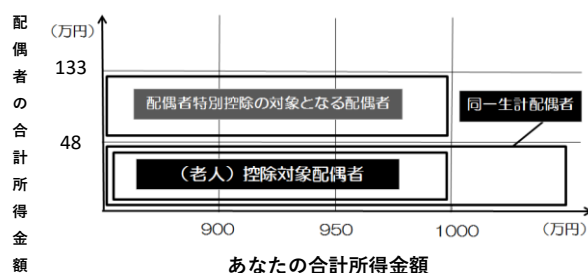 配偶者の合計所得金額
(万円)
133
配偶者特別控除の対象となる配偶者
同一生計配偶者
48
（老人）控除対象配偶者
900
950
1000
(万円)
あなたの合計所得金額